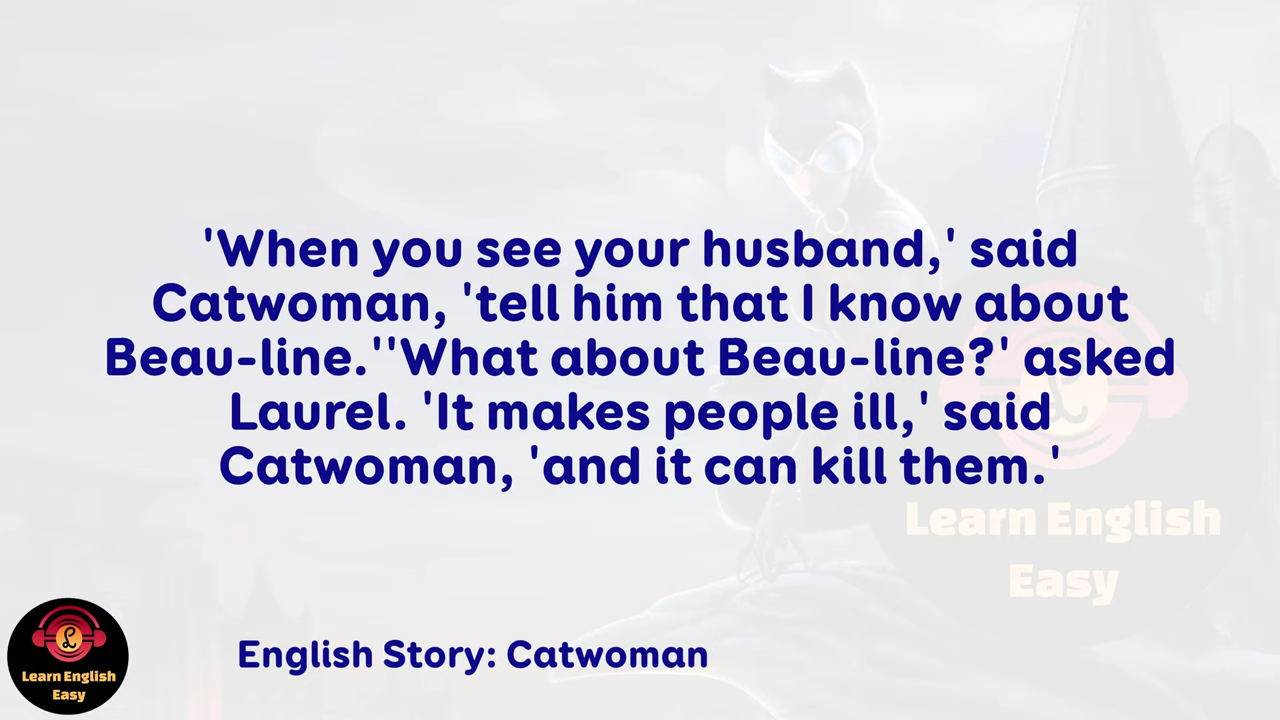 'When you see your husband,' said
Catwoman, 'tell him that I know about
Beau-line.''What about Beau-line?' asked
Laurel. 'It makes people ill,' said
Catwoman, 'and it can kill them.'
Learn English
Easy
English Story: Catwoman
Learn English
Easy